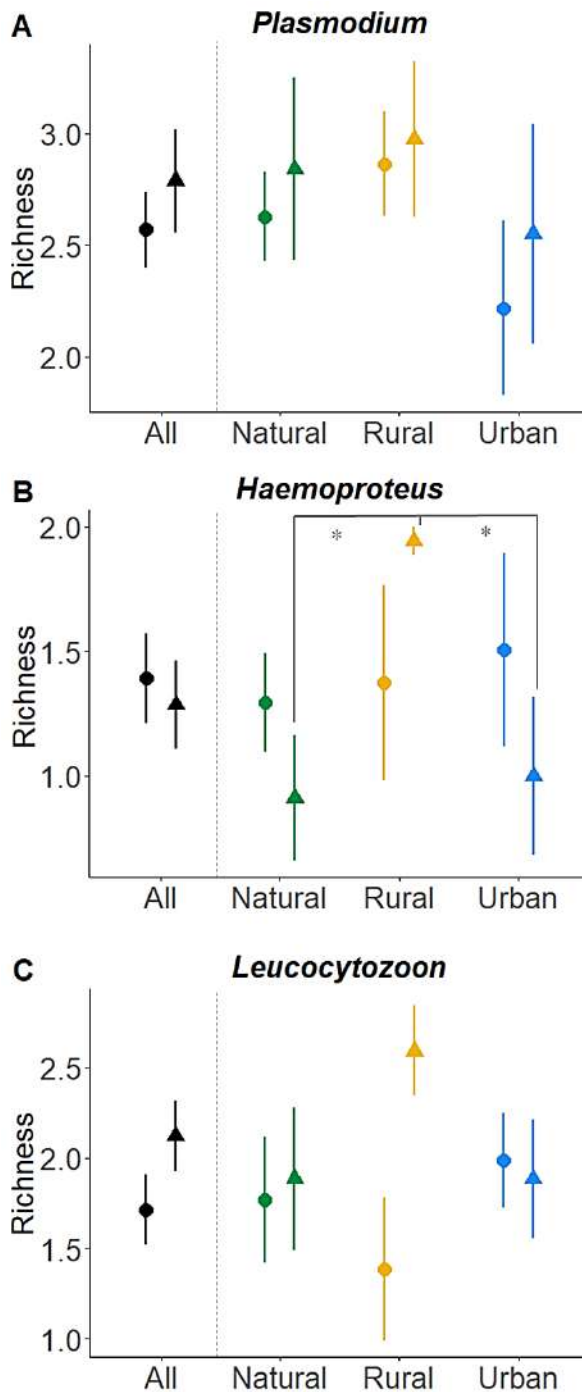 A
Plasmodium
Richness
3.0
2.5
2.0
All Natural Rural Urban
B
Haemoproteus
Richness
2.0
1.5
1.0
* *
All Natural Rural Urban
C
Leucocytozoon
Richness
2.5
2.0
1.5
1.0
All Natural Rural Urban